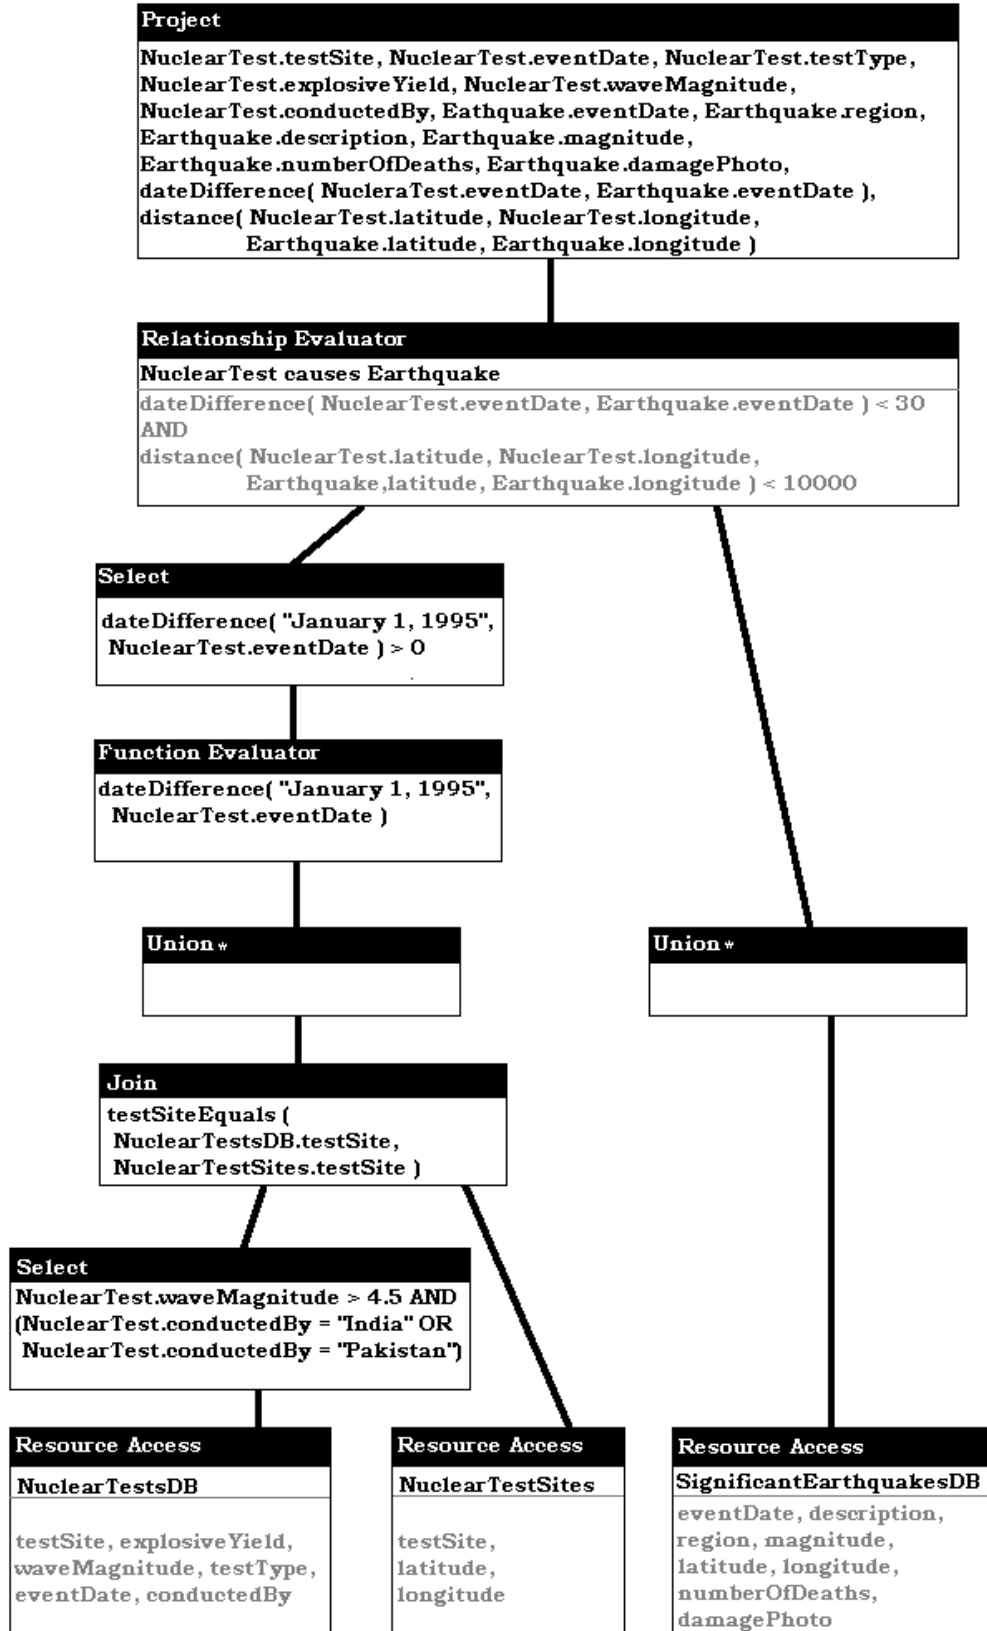 Project
NuclearTest.testSite, NuclearTest.eventDate, NuclearTest.testType,
NuclearTest.explosiveYield, NuclearTest.waveMagnitude,
NuclearTest.conductedBy, Eathquake.eventDate, Earthquake.region,
Earthquake.description, Earthquake.magnitude,
Earthquake.numberOfDeaths, Earthquake.damagePhoto,
dateDifference( NucleraTest.eventDate, Earthquake.eventDate ),
distance( NuclearTest.latitude, NuclearTest.longitude,
Earthquake.latitude, Earthquake.longitude )
Relationship Evaluator
NuclearTest causes Earthquake
dateDifference( NuclearTest.eventDate, Earthquake.eventDate ) < 30
AND
distance( NuclearTest.latitude, NuclearTest.longitude,
Earthquake,latitude, Earthquake.longitude ) < 10000
Select
dateDifference( "January 1, 1995",
NuclearTest.eventDate ) > 0
Function Evaluator
dateDifference( "January 1, 1995",
NuclearTest.eventDate )
Union*
Union*
Join
testSiteEquals (
NuclearTestsDB.testSite,
NuclearTestSites.testSite )
Select
NuclearTest.waveMagnitude > 4.5 AND
(NuclearTest.conductedBy = "India" OR
NuclearTest.conductedBy = "Pakistan")
Resource Access
NuclearTestsDB
testSite, explosiveYield,
waveMagnitude, testType,
eventDate, conductedBy
Resource Access
NuclearTestSites
testSite,
latitude,
longitude
Resource Access
SignificantEarthquakesDB
eventDate, description,
region, magnitude,
latitude, longitude,
numberOfDeaths,
damagePhoto